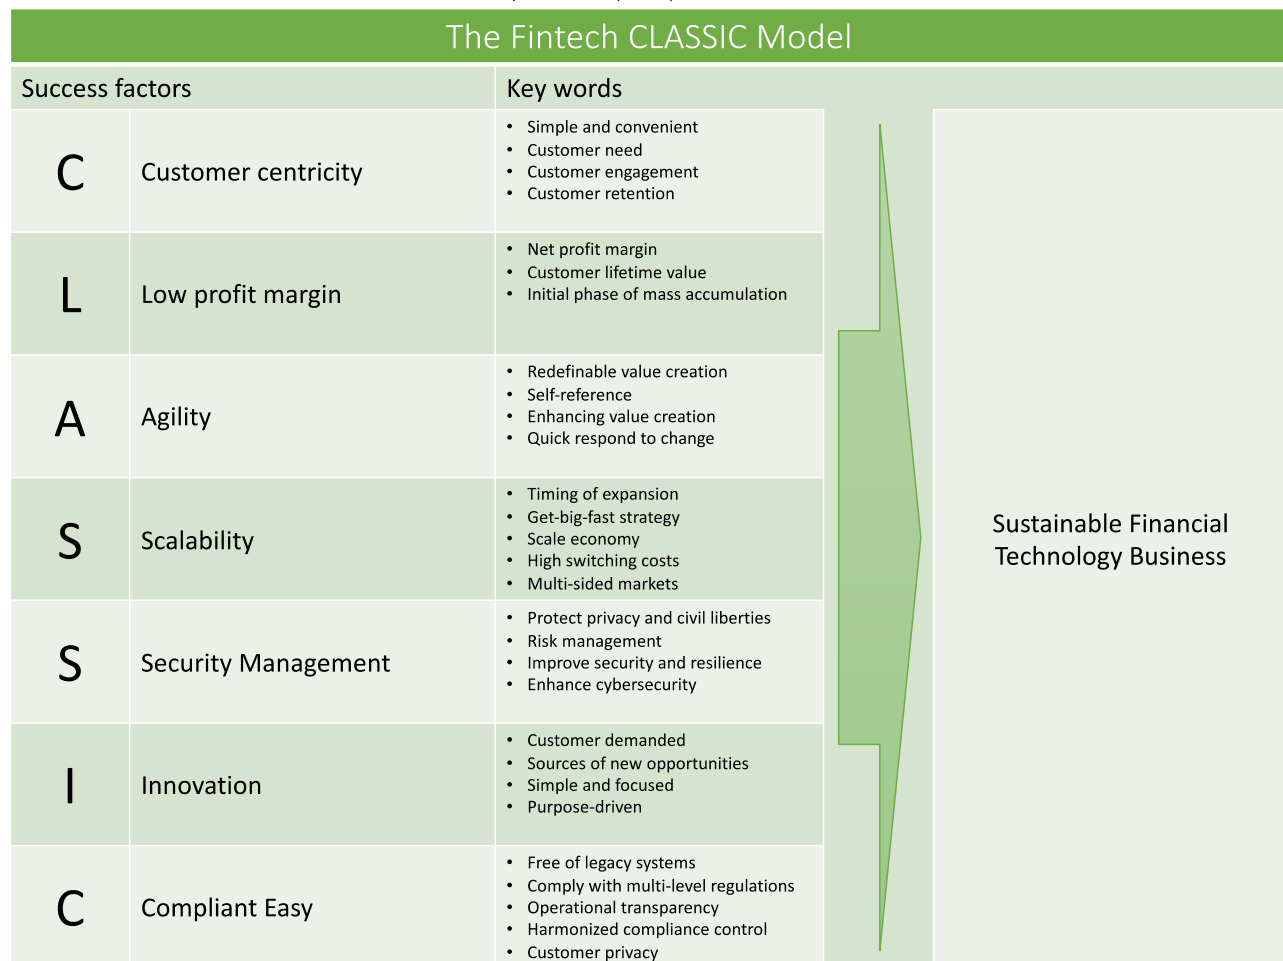 The Fintech CLASSIC Model
Success factors
Key words
C
Customer centricity
• Simple and convenient
• Customer need
• Customer engagement
• Customer retention
L
Low profit margin
• Net profit margin
• Customer lifetime value
• Initial phase of mass accumulation
A
Agility
• Redefinable value creation
• Self-reference
• Enhancing value creation
• Quick respond to change
S
Scalability
• Timing of expansion
• Get-big-fast strategy
• Scale economy
• High switching costs
• Multi-sided markets
S
Security Management
• Protect privacy and civil liberties
• Risk management
• Improve security and resilience
• Enhance cybersecurity
I
Innovation
• Customer demanded
• Sources of new opportunities
• Simple and focused
• Purpose-driven
C
Compliant Easy
• Free of legacy systems
• Comply with multi-level regulations
• Operational transparency
• Harmonized compliance control
• Customer privacy
Sustainable Financial
Technology Business